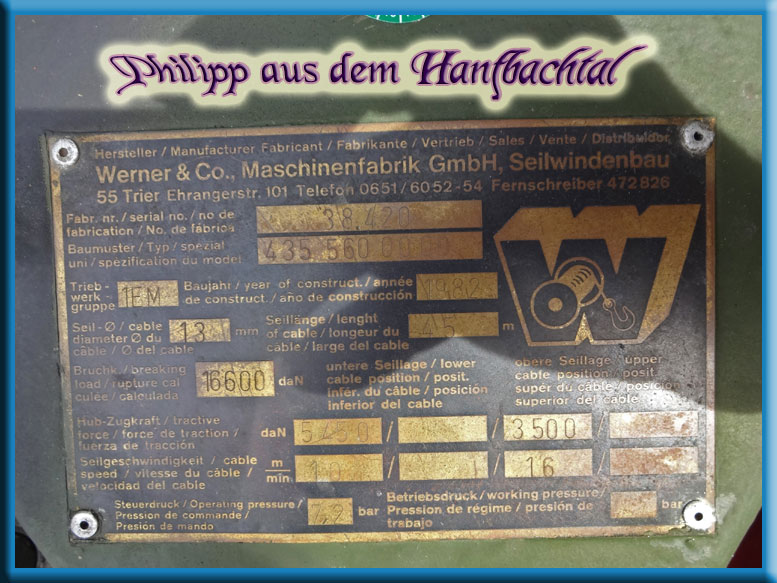 Philipp aus dem Hanfbachtal
Hersteller / Manufacturer Fabricant / Fabrikante / Vertrieb / Sales / Vente / Distribuidor
Werner & Co., Maschinenfabrik GmbH, Seilwindenbau
55 Trier Ehrangerstr. 101 Telefon 0651/6052-54 Fernschreiber 472826
Fabr. nr. / serial no. / no de
fabrication / No. de fábrica
38.420
Baumuster / Typ / spezial
uni / spezification du model
W
Trieb-
werk-
gruppe
1EM
Baujahr / year of construct. / année
de construct. / año de construcción
1982
Seil-Ø / cable
diameter Ø du
câble / Ø del cable
13
mm
Seillänge / lenght
of cable / longeur du
câble / large del cable
45
m
Bruchk. / breaking
load / rupture cal
culée / calculada
16600
daN
untere Seillage / lower
cable position / posit.
infér. du câble / posición
inferior del cable
obere Seillage upper
cable position / posit.
supér du câble / posición
superior del cable
Hub-Zugkraft / tractive
force / force de traction /
fuerza de tracción
daN
/
3500
/
Seilgeschwindigkeit / cable
speed / vitesse du câble /
velocidad del cable
m
min
10
/
16
/
Steuerdruck / Operating pressure /
Pression de commande /
Presión de mando
bar
Betriebsdruck / working pressure /
Pression de régime / presión de
trabajo
bar